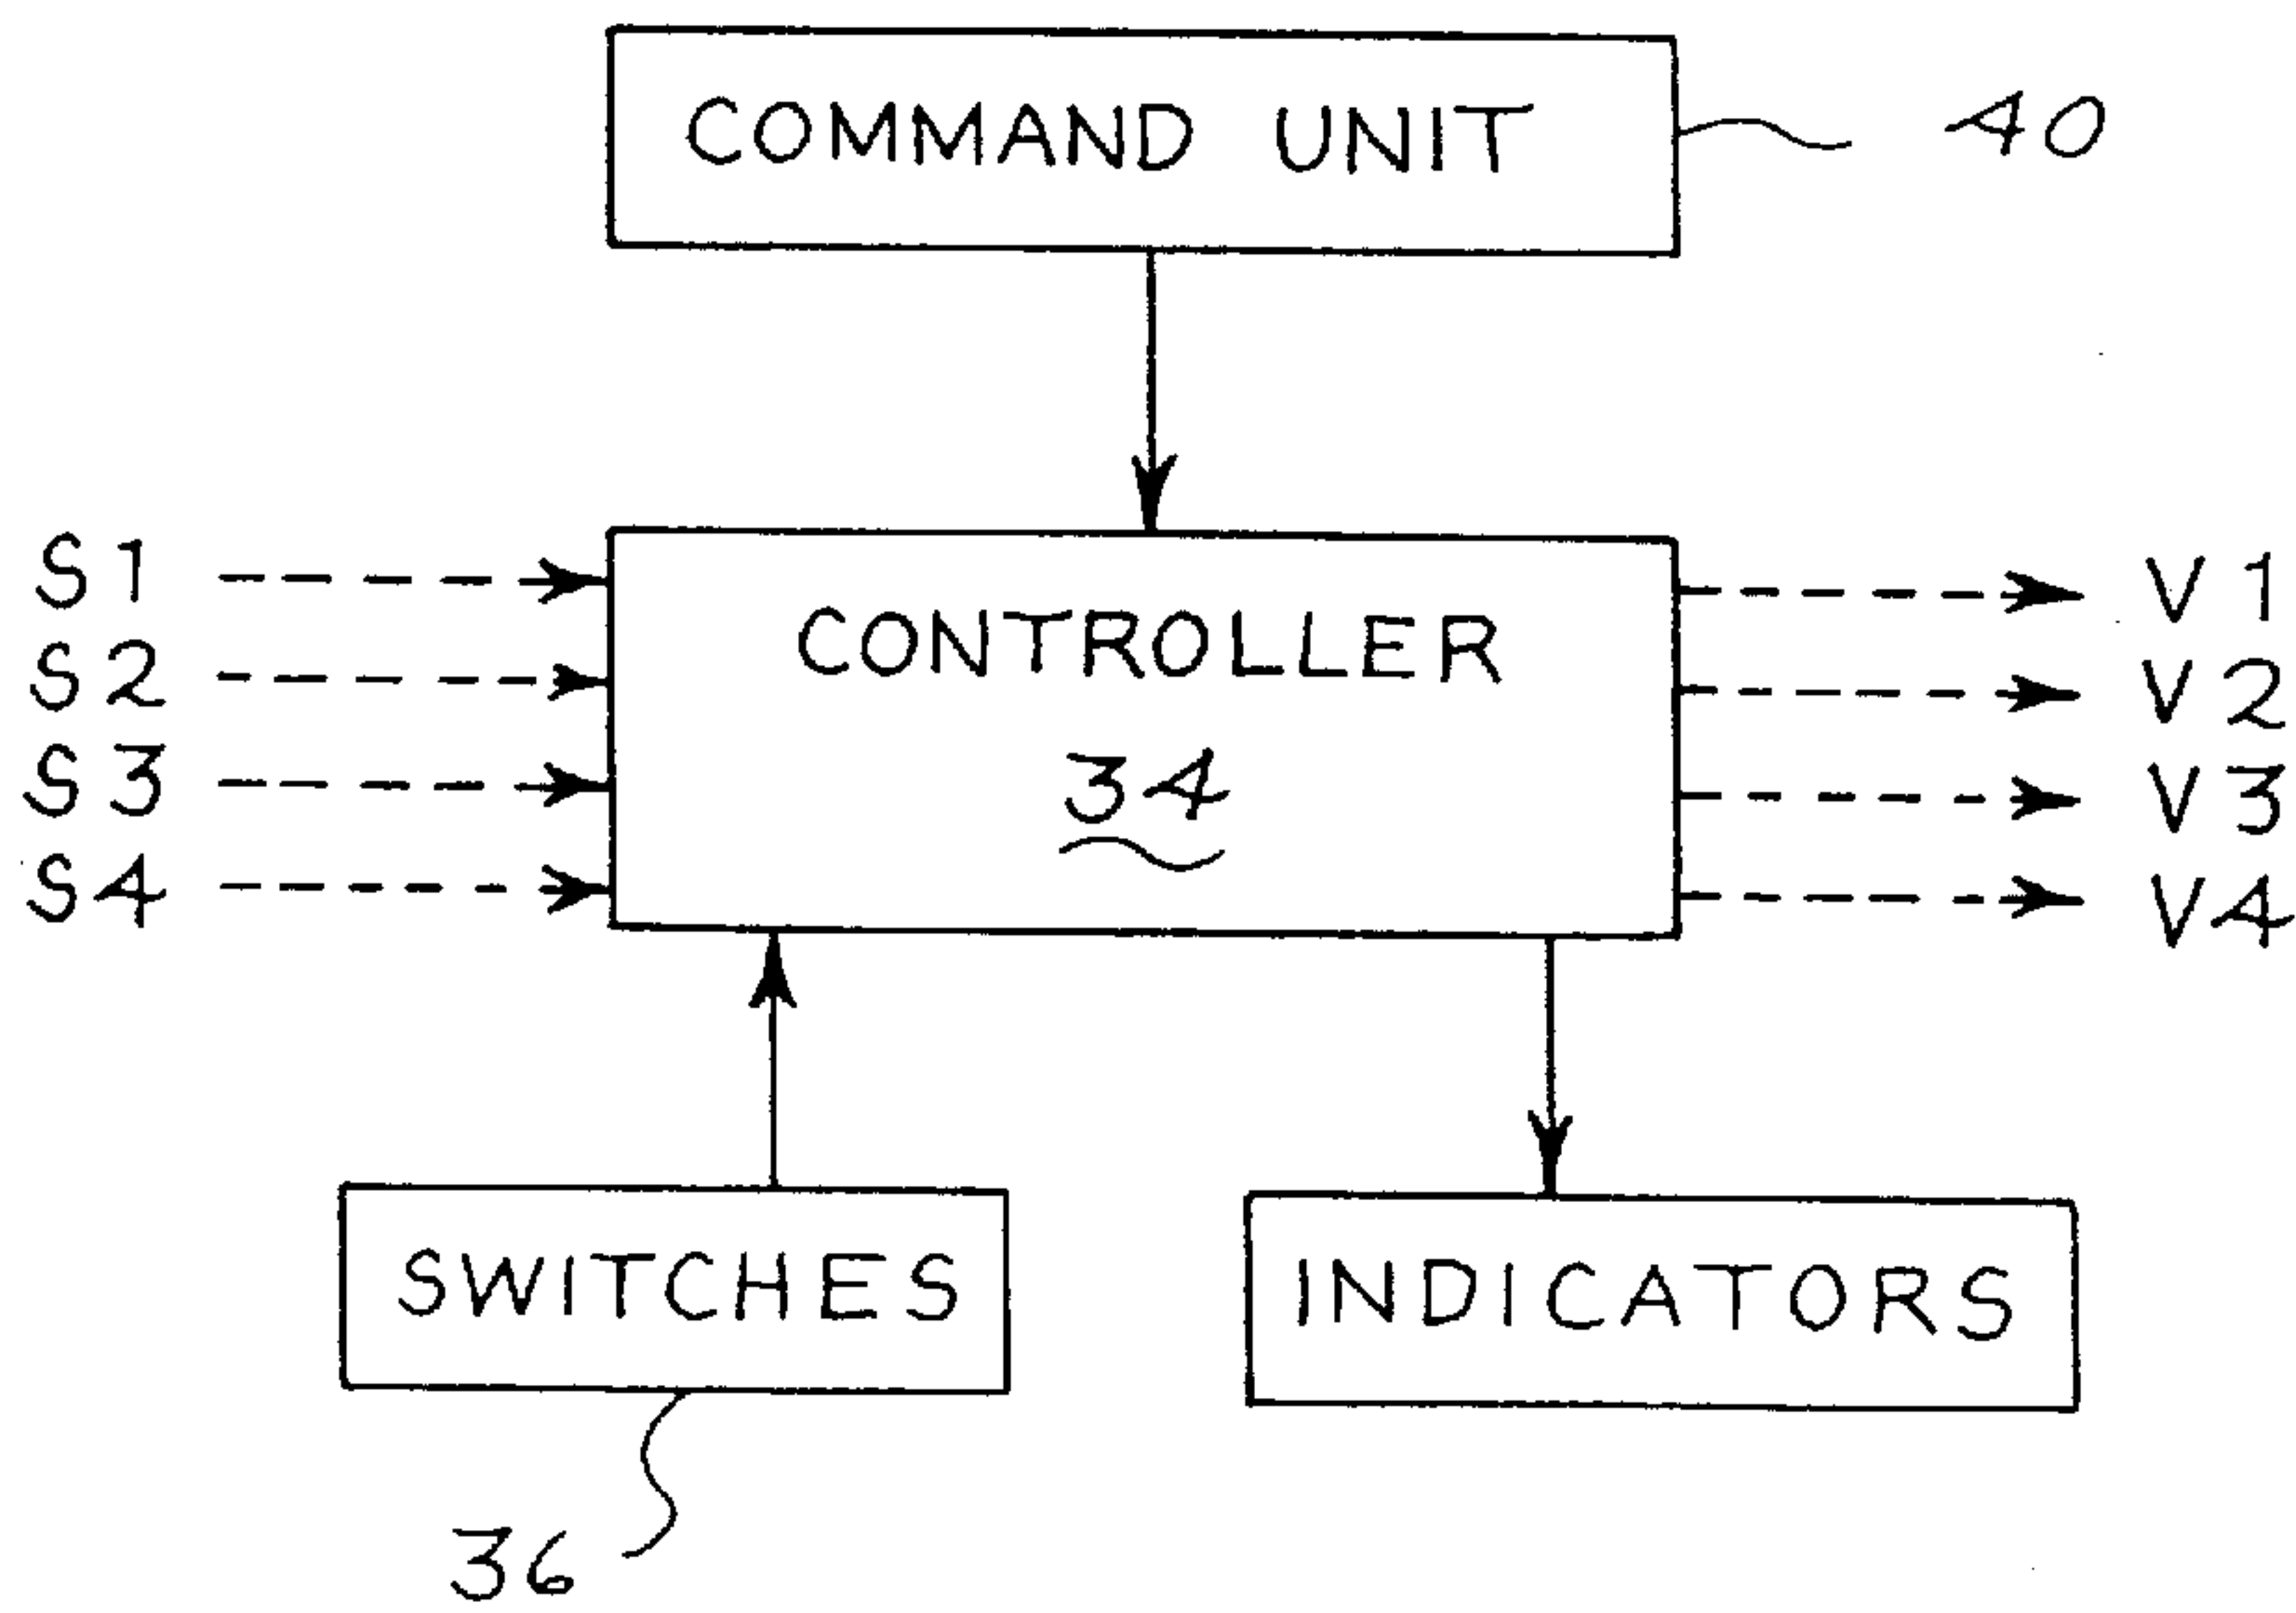 COMMAND UNIT
40
S1
S2
S3
S4
CONTROLLER
34
V1
V2
V3
V4
SWITCHES
INDICATORS
36